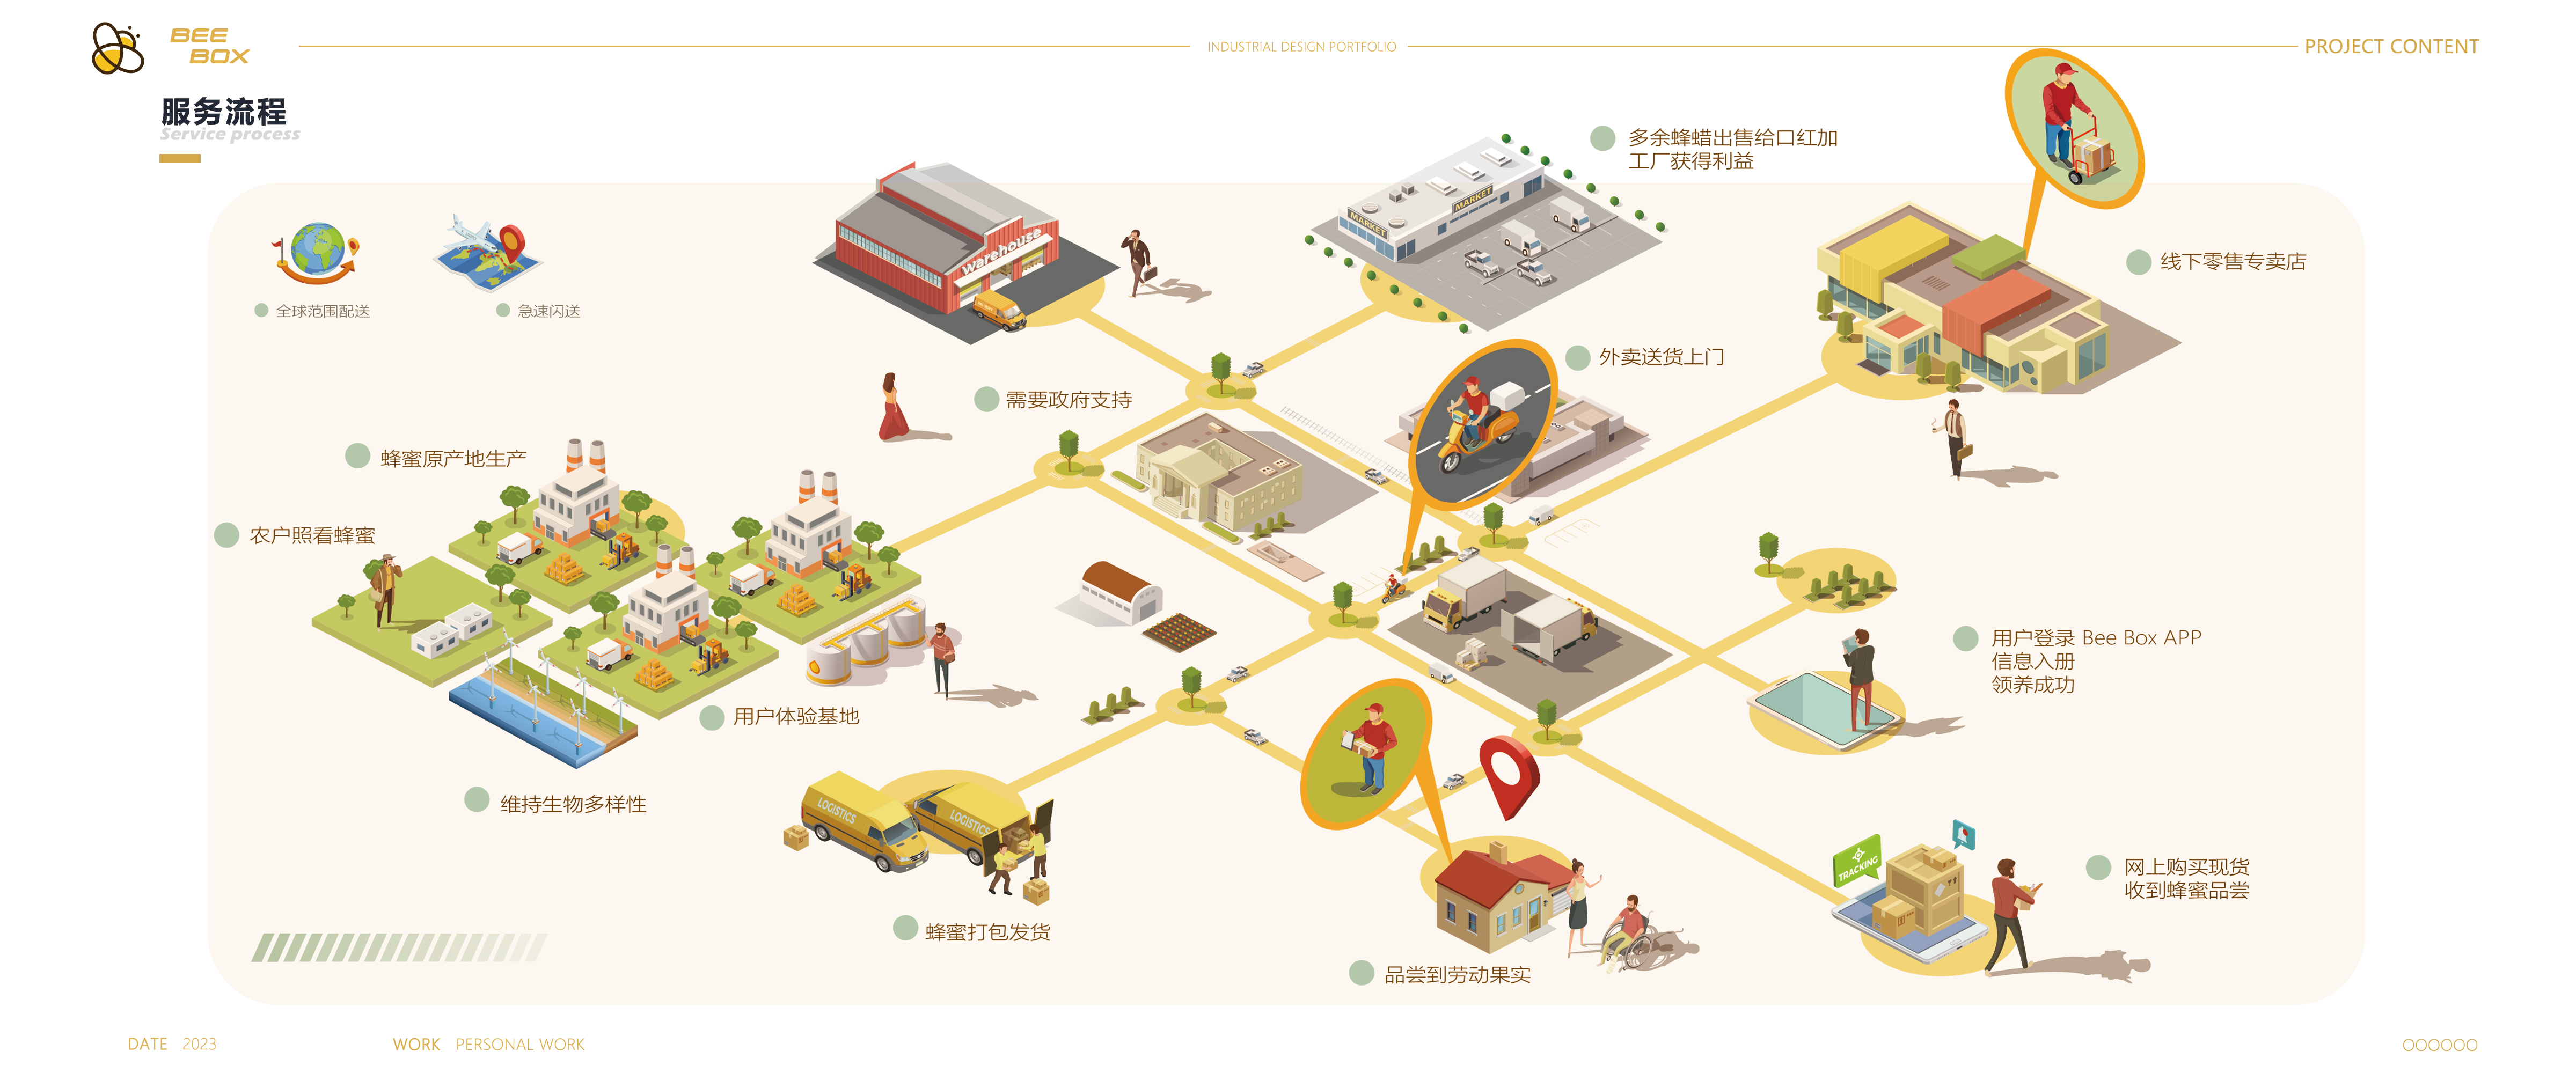 BEE
BOX
INDUSTRIAL DESIGN PORTFOLIO
PROJECT CONTENT
服务流程
Service process
多余蜂蜡出售给口红加
工厂获得利益
Warehouse
MARKET
MARKET
线下零售专卖店
全球范围配送
急速闪送
外卖送货上门
需要政府支持
蜂蜜原产地生产
农户照看蜂蜜
用户登录 Bee Box APP
信息入册
领养成功
用户体验基地
维持生物多样性
LOGISTICS
LOGISTICS
TRACKING
网上购买现货
收到蜂蜜品尝
蜂蜜打包发货
品尝到劳动果实
DATE 2023
WORK PERSONAL WORK
OOOOOO